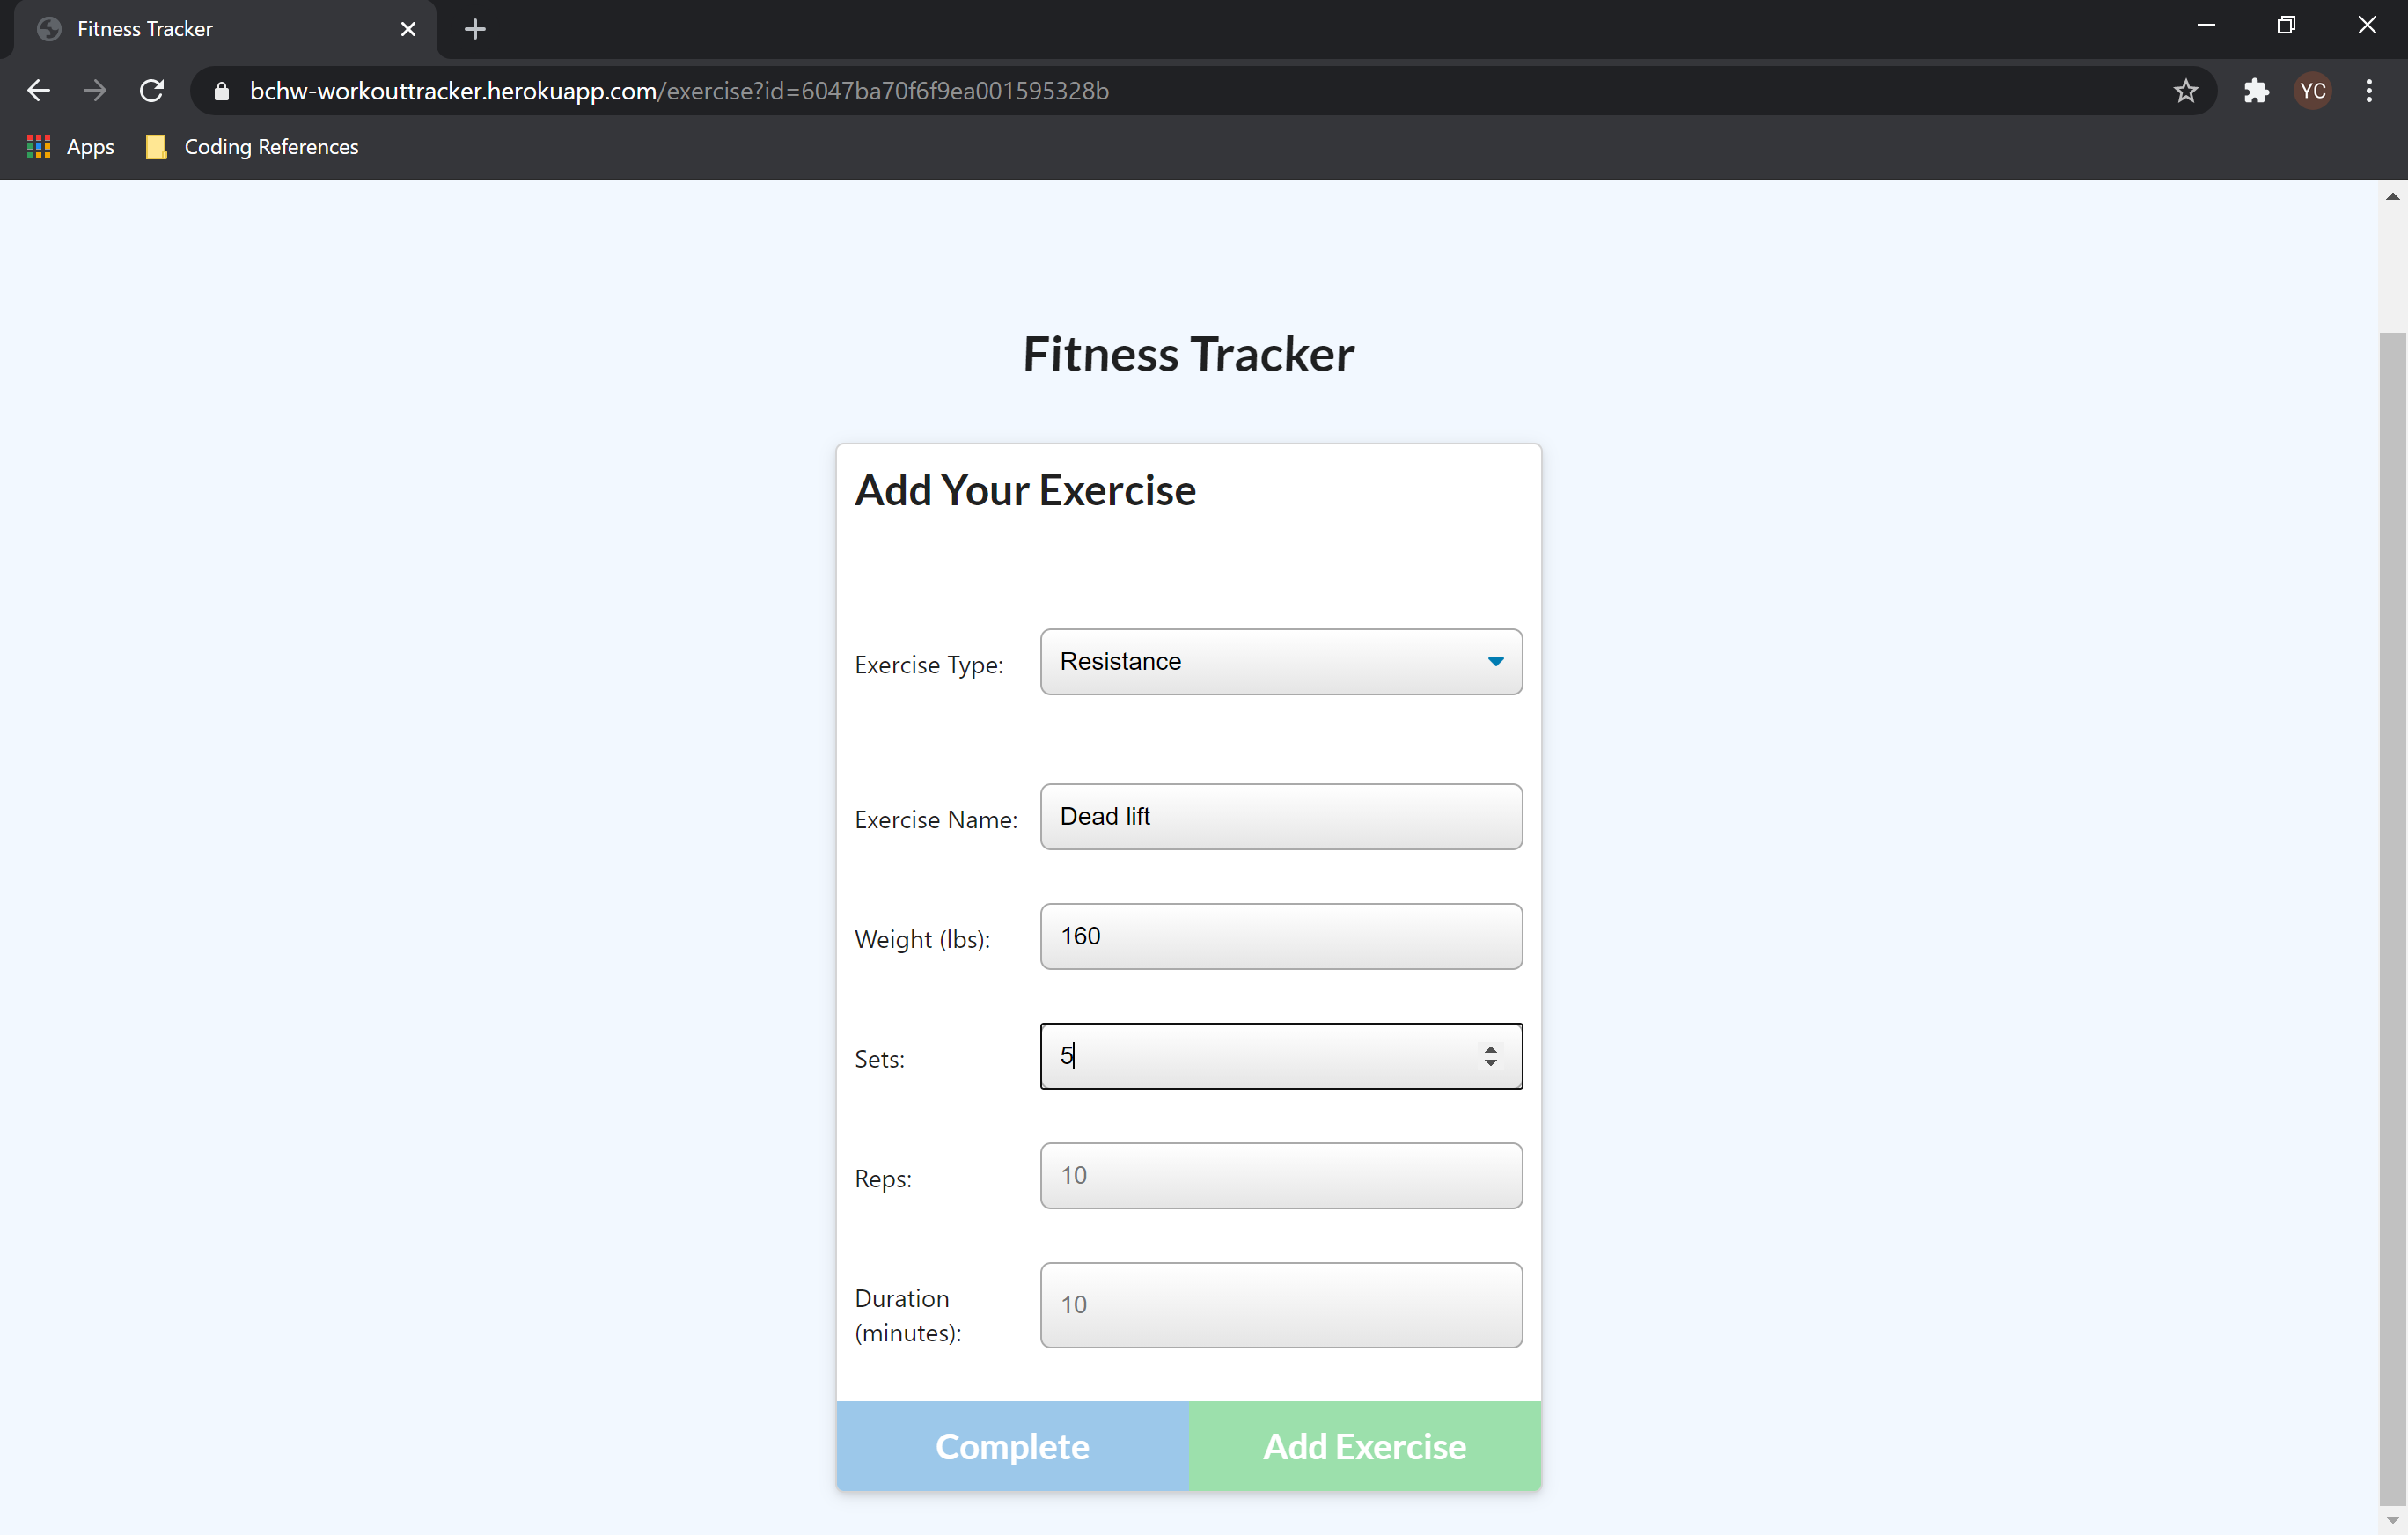 Fitness Tracker
bchw-workouttracker.herokuapp.com/exercise?id=6047ba70f6f9ea001595328b
YC
Apps
Coding References
Fitness Tracker
Add Your Exercise
Exercise Type: Resistance
Exercise Name: Dead lift
Weight (lbs): 160
Sets: 5
Reps: 10
Duration (minutes): 10
Complete
Add Exercise